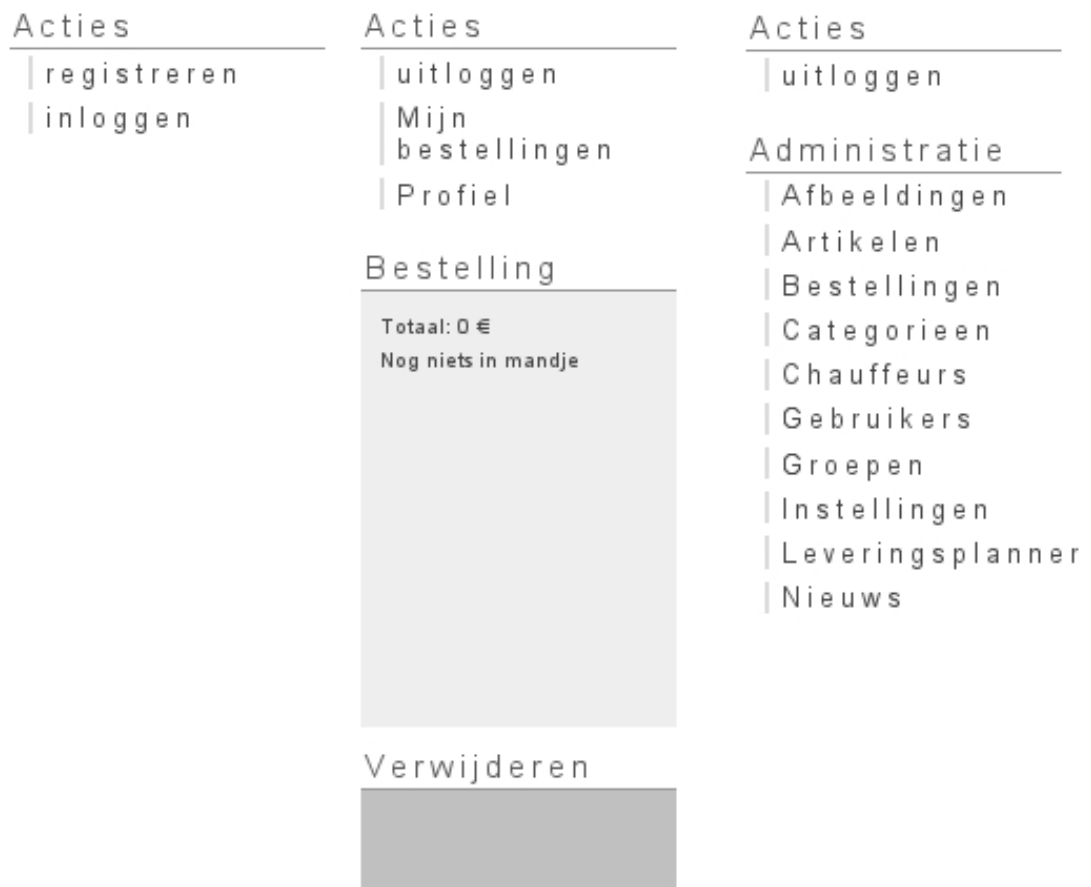 Acties
registreren
inloggen
Acties
uitloggen
Mijn
bestellingen
Profiel
Bestelling
Totaal: 0 €
Nog niets in mandje
Verwijderen
Acties
uitloggen
Administratie
Afbeeldingen
Artikelen
Bestellingen
Categorieen
Chauffeurs
Gebruikers
Groepen
Instellingen
Leveringsplanner
Nieuws